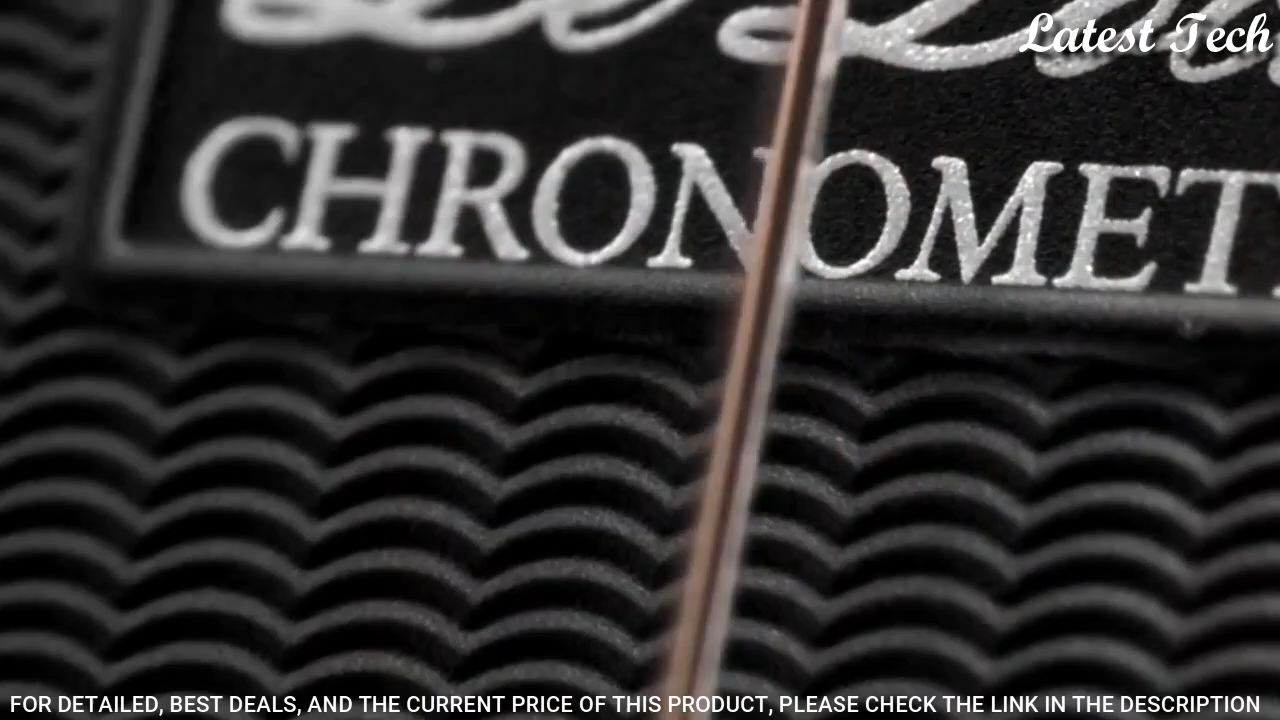 Latest Tech
CHRONOMET
FOR DETAILED, BEST DEALS, AND THE CURRENT PRICE OF THIS PRODUCT, PLEASE CHECK THE LINK IN THE DESCRIPTION